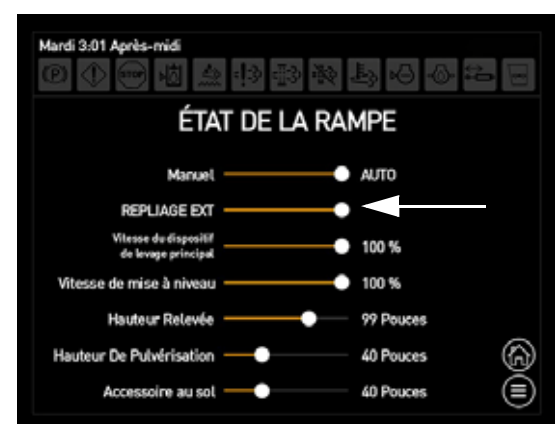 Mardi 3:01 Après-midi
(P) STOP
ÉTAT DE LA RAMPE
Manuel AUTO
REPLIAGE EXT
Vitesse du dispositif
de levage principal 100 %
Vitesse de mise à niveau 100 %
Hauteur Relevée 99 Pouces
Hauteur De Pulvérisation 40 Pouces
Accessoire au sol 40 Pouces